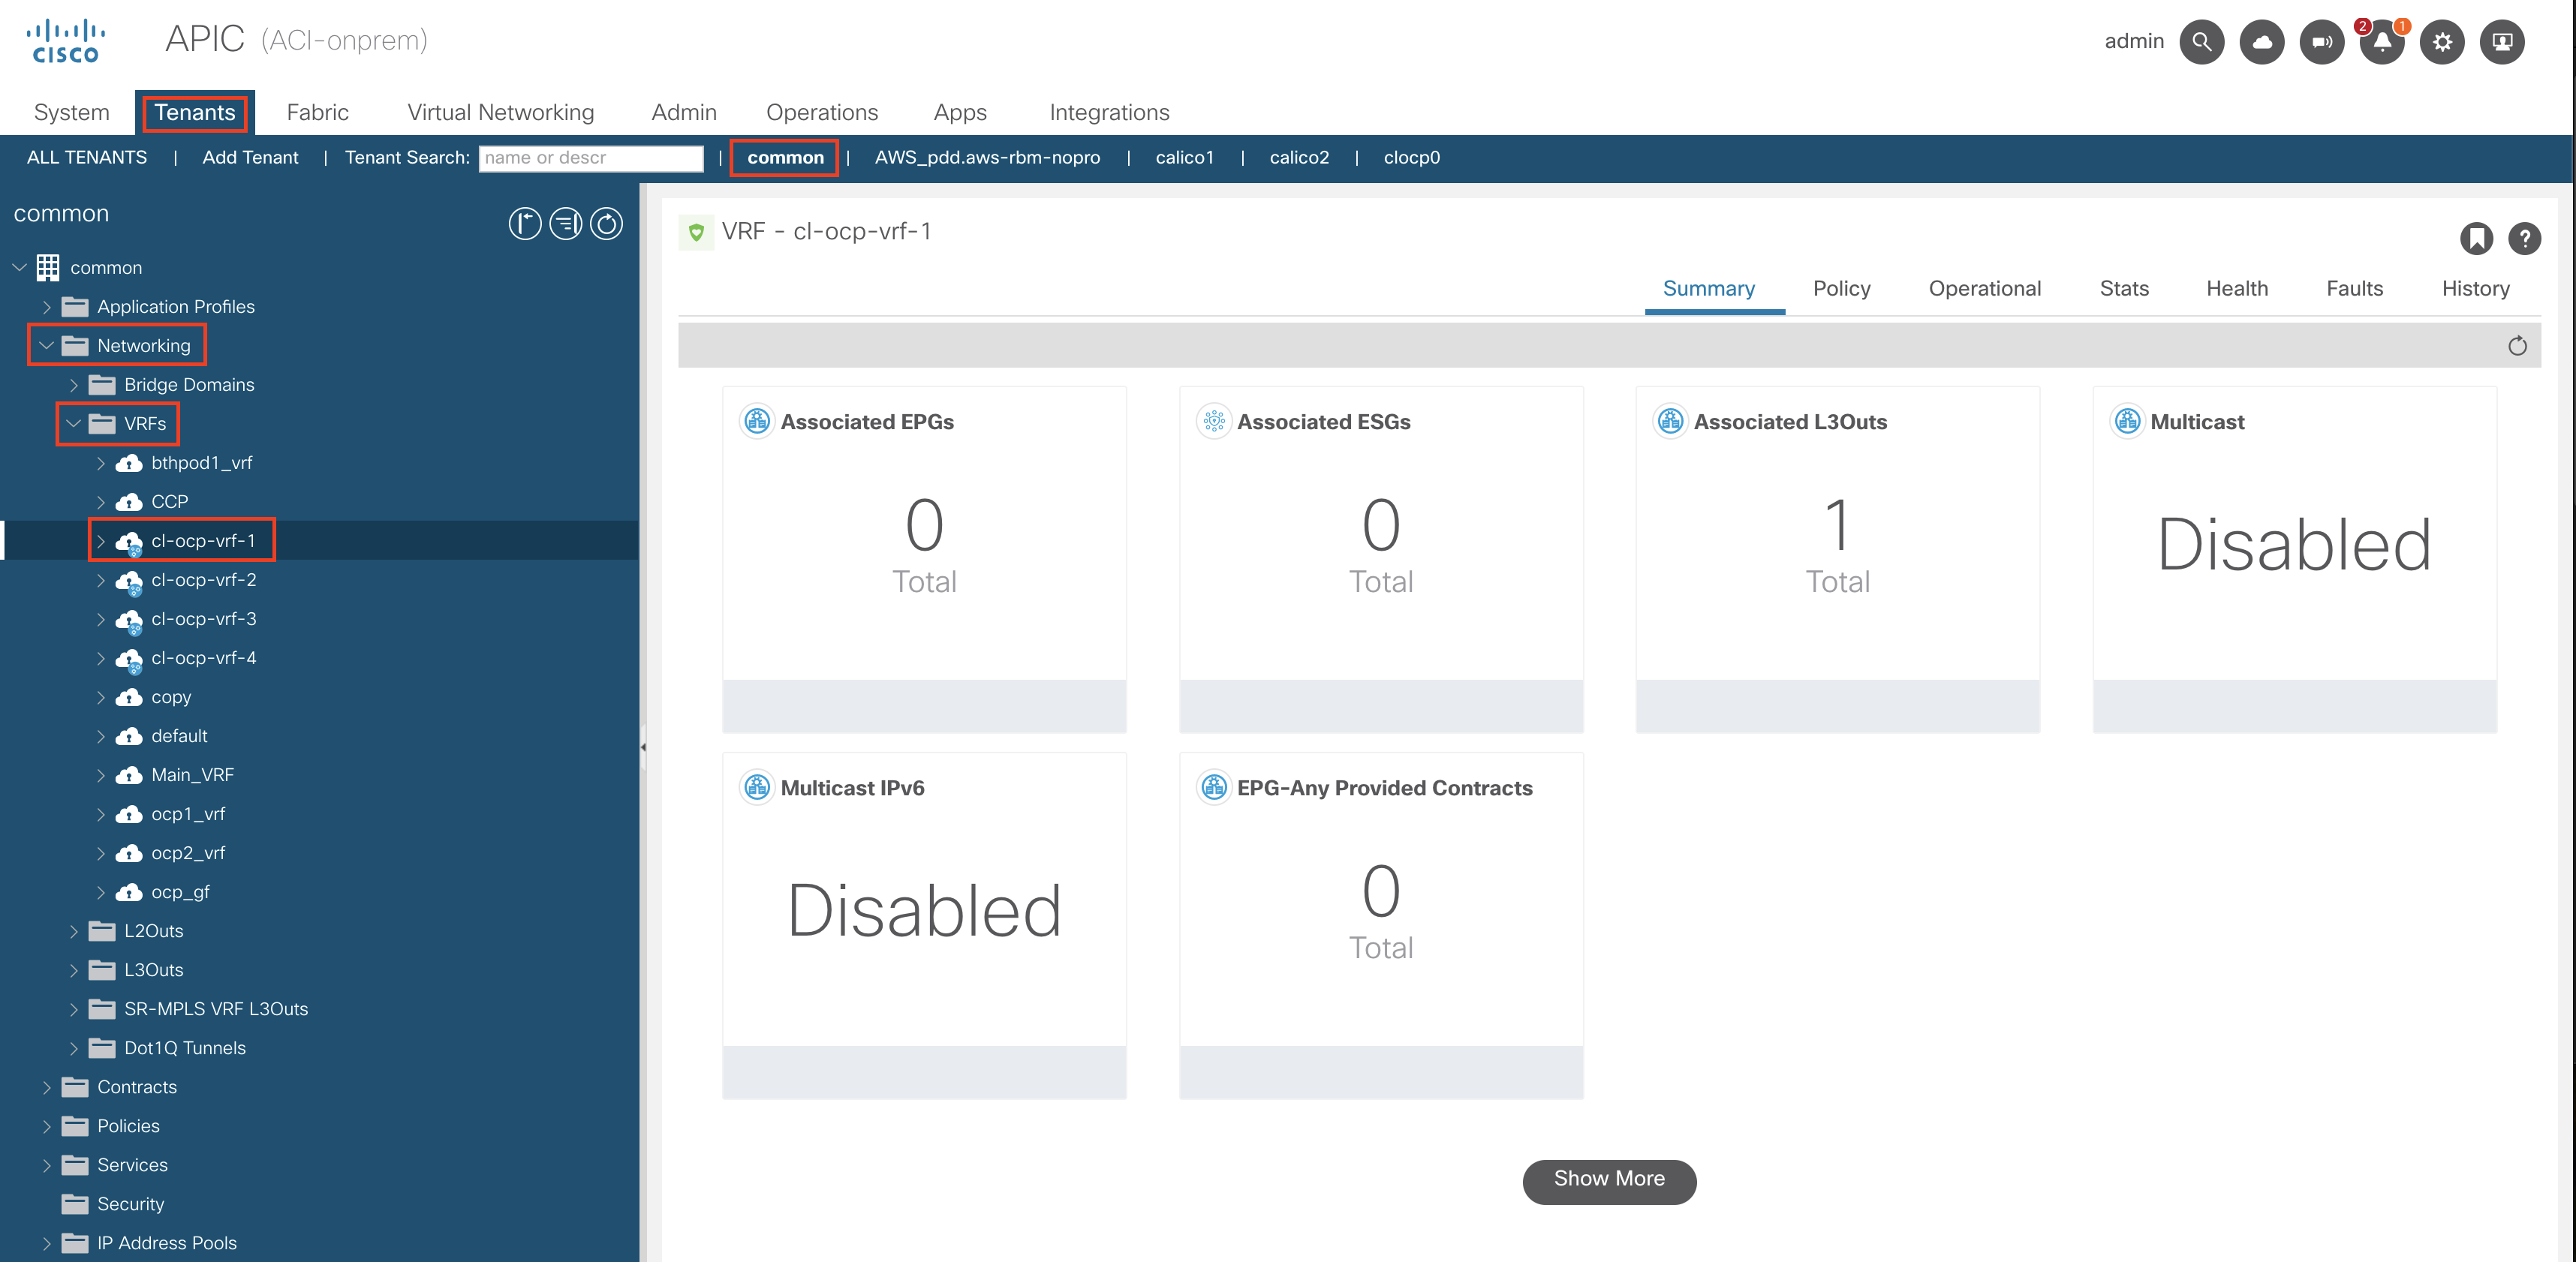 CISCO
APIC (ACI-onprem)
admin
2
1
System Tenants Fabric Virtual Networking Admin Operations Apps Integrations
ALL TENANTS | Add Tenant | Tenant Search: name or descr | common | AWS_pdd.aws-rbm-nopro | calico1 | calico2 | clocp0
common
common
Application Profiles
Networking
Bridge Domains
VRFs
bthpod1_vrf
CCP
cl-ocp-vrf-1
cl-ocp-vrf-2
cl-ocp-vrf-3
cl-ocp-vrf-4
copy
default
Main_VRF
ocp1_vrf
ocp2_vrf
ocp_gf
L2Outs
L3Outs
SR-MPLS VRF L3Outs
Dot1Q Tunnels
Contracts
Policies
Services
Security
IP Address Pools
VRF - cl-ocp-vrf-1
?
Summary Policy Operational Stats Health Faults History
Associated EPGs
0
Total
Associated ESGs
0
Total
Associated L3Outs
1
Total
Multicast
Disabled
Multicast IPv6
Disabled
EPG-Any Provided Contracts
0
Total
Show More